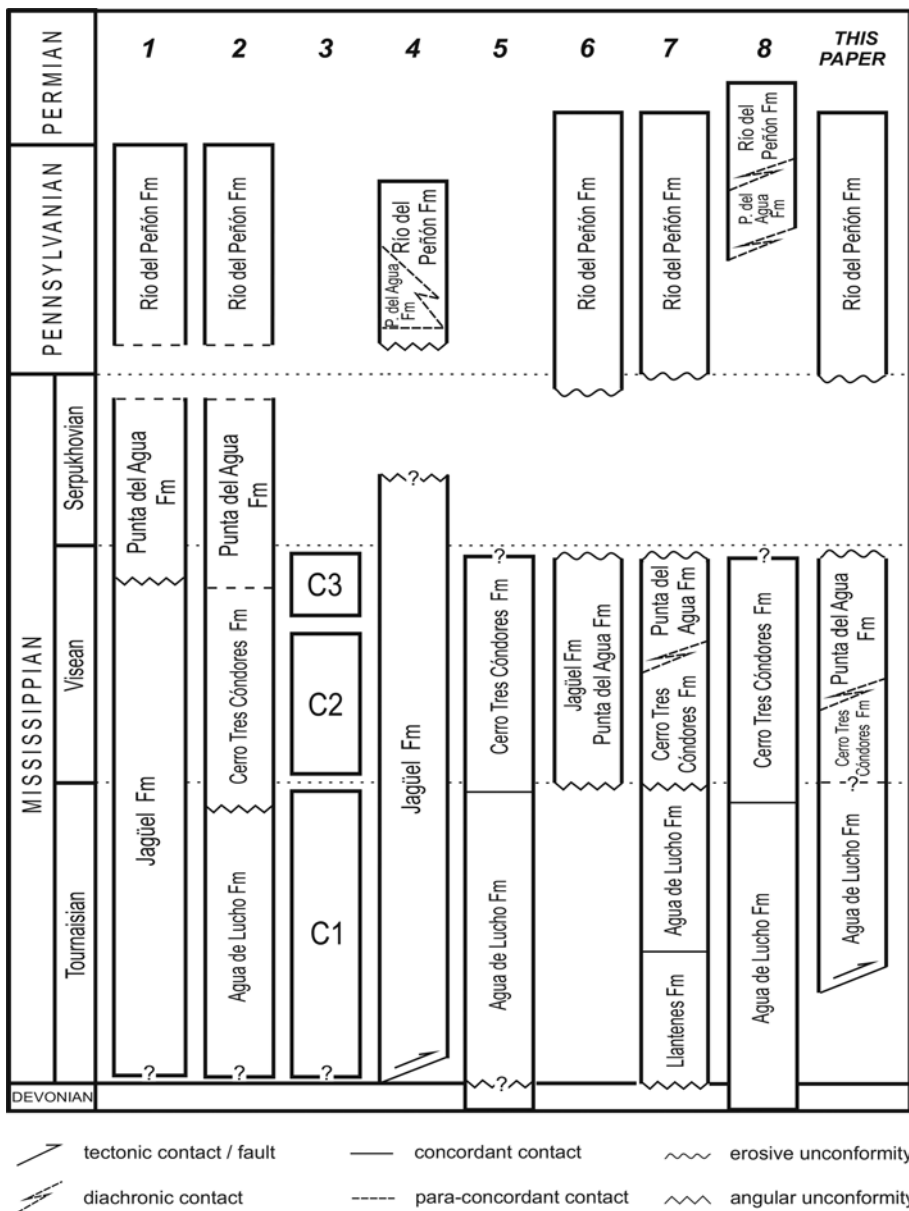 1
2
3
4
5
6
7
8
THIS
PAPER
PERMIAN
PENNSYLVANIAN
MISSISSIPPIAN
Serpukhovian
Visean
Tournaisian
DEVONIAN
Río del Peñón Fm
Punta del Agua
Fm
Jagüel Fm
?
Río del Peñón Fm
Punta del Agua
Fm
Cerro Tres Cóndores Fm
Agua de Lucho Fm
?
C3
C2
C1
?
Río del
Peñón Fm
P. del Agua
Fm
?
Jagüel Fm
?
Cerro Tres Cóndores Fm
Agua de Lucho Fm
?
Río del Peñón Fm
Jagüel Fm
Punta del Agua Fm
Río del Peñón Fm
Punta del
Agua Fm
Cerro Tres
Cóndores Fm
Agua de Lucho Fm
Llantenes Fm
Río del
Peñón Fm
P. del
Agua
Fm
?
Cerro Tres Cóndores Fm
Agua de Lucho Fm
Río del Peñón Fm
Punta del Agua
Fm
Cerro Tres
Cóndores Fm
?
Agua de Lucho Fm
tectonic contact / fault
concordant contact
erosive unconformity
diachronic contact
para-concordant contact
angular unconformity